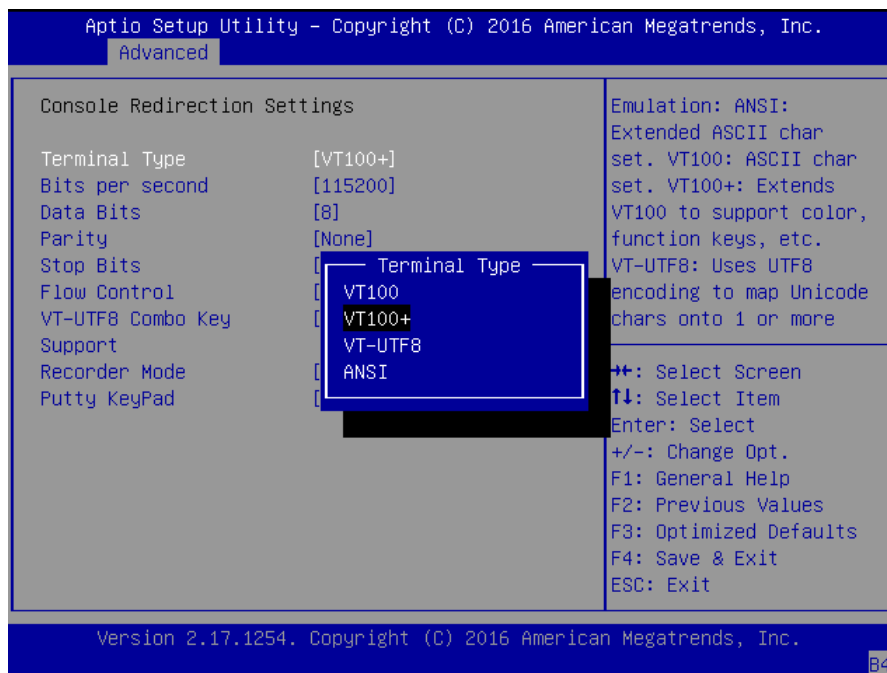 Aptio Setup Utility – Copyright (C) 2016 American Megatrends, Inc.
Advanced
Console Redirection Settings
Terminal Type [VT100+]
Bits per second [115200]
Data Bits [8]
Parity [None]
Stop Bits [
Flow Control [
VT-UTF8 Combo Key [
Support
Recorder Mode [
Putty KeyPad [
Terminal Type
VT100
VT100+
VT-UTF8
ANSI
Emulation: ANSI:
Extended ASCII char
set. VT100: ASCII char
set. VT100+: Extends
VT100 to support color,
function keys, etc.
VT-UTF8: Uses UTF8
encoding to map Unicode
chars onto 1 or more
→←: Select Screen
↑↓: Select Item
Enter: Select
+/-: Change Opt.
F1: General Help
F2: Previous Values
F3: Optimized Defaults
F4: Save & Exit
ESC: Exit
Version 2.17.1254. Copyright (C) 2016 American Megatrends, Inc.
B4